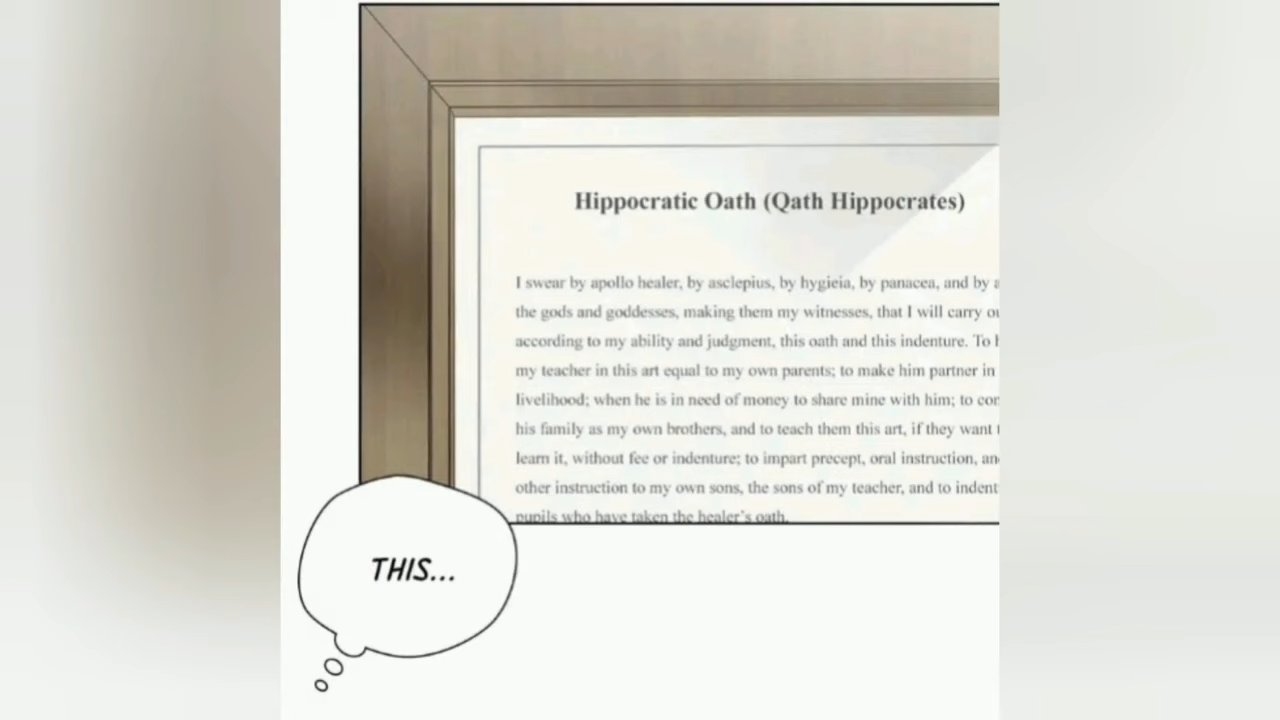 Hippocratic Oath (Qath Hippocrates)
I swear by apollo healer, by asclepius, by hygieia, by panacea, and by
the gods and goddesses, making them my witnesses, that I will carry
according to my ability and judgment, this oath and this indenture. To
my teacher in this art equal to my own parents; to make him partner in
livelihood; when he is in need of money to share mine with him; to
his family as my own brothers, and to teach them this art, if they want
learn it, without fee or indenture; to impart precept, oral instruction,
other instruction to my own sons, the sons of my teacher, and to
pupils who have taken the healer's oath.
THIS...